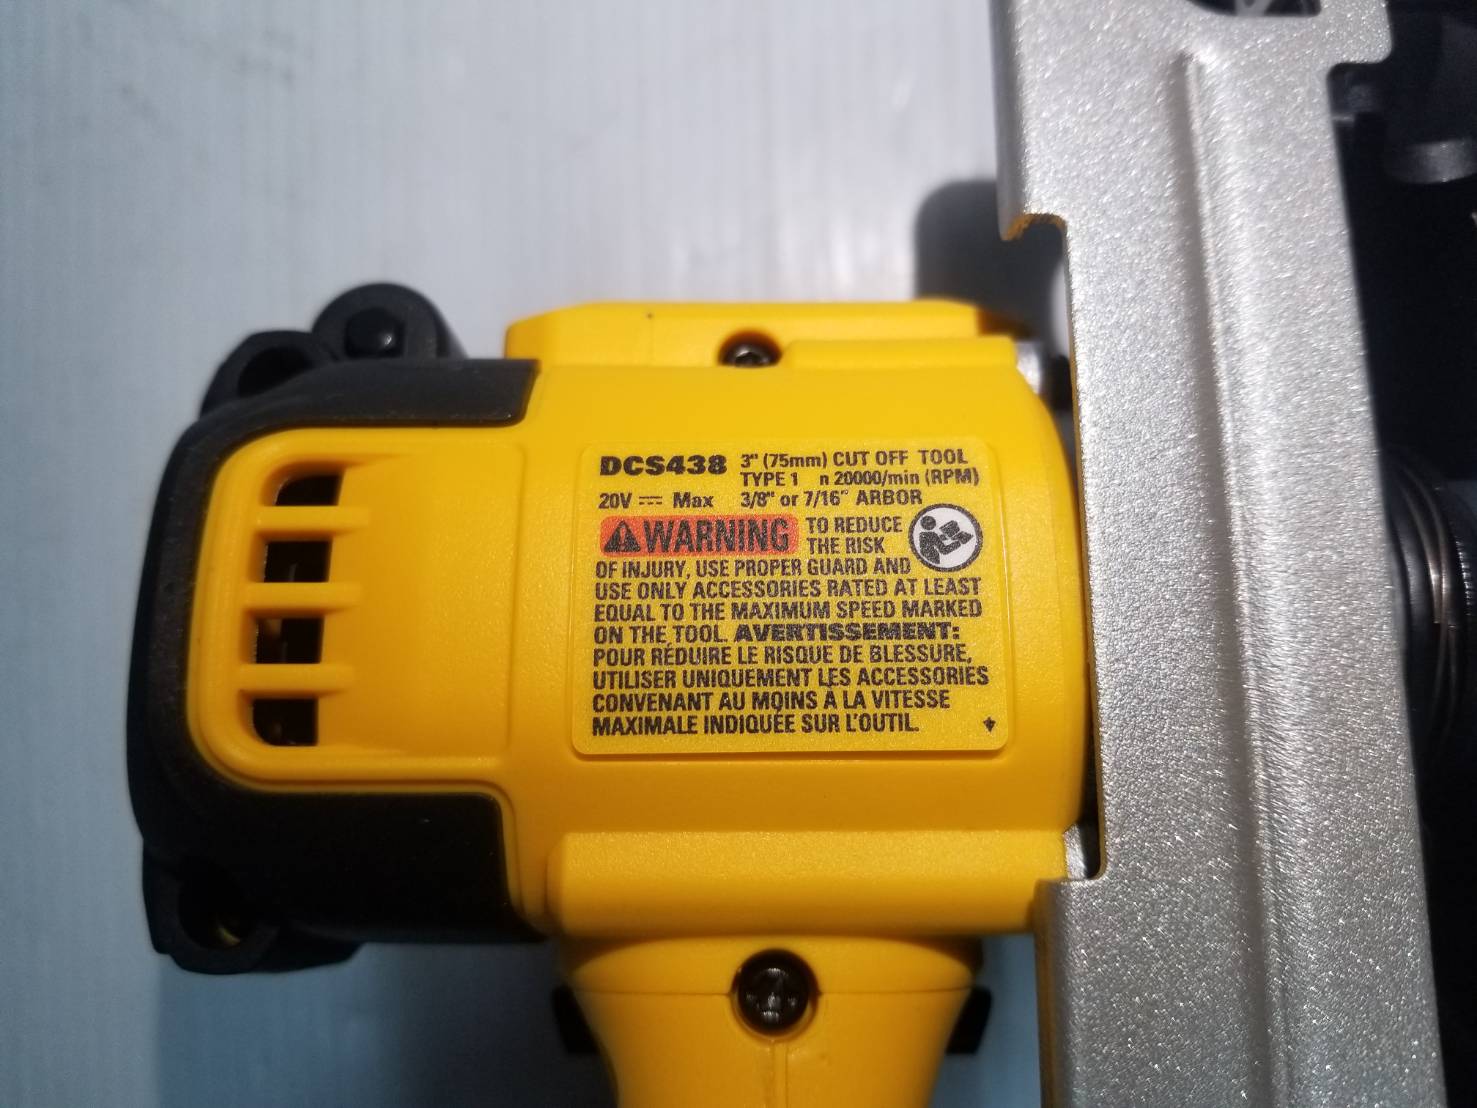 DCS438 3" (75mm) CUT OFF TOOL
TYPE 1 n 20000/min (RPM)
20V ⎓ Max 3/8" or 7/16" ARBOR
⚠WARNING TO REDUCE
THE RISK
OF INJURY, USE PROPER GUARD AND
USE ONLY ACCESSORIES RATED AT LEAST
EQUAL TO THE MAXIMUM SPEED MARKED
ON THE TOOL. AVERTISSEMENT:
POUR RÉDUIRE LE RISQUE DE BLESSURE,
UTILISER UNIQUEMENT LES ACCESSORIES
CONVENANT AU MOINS À LA VITESSE
MAXIMALE INDIQUÉE SUR L'OUTIL.